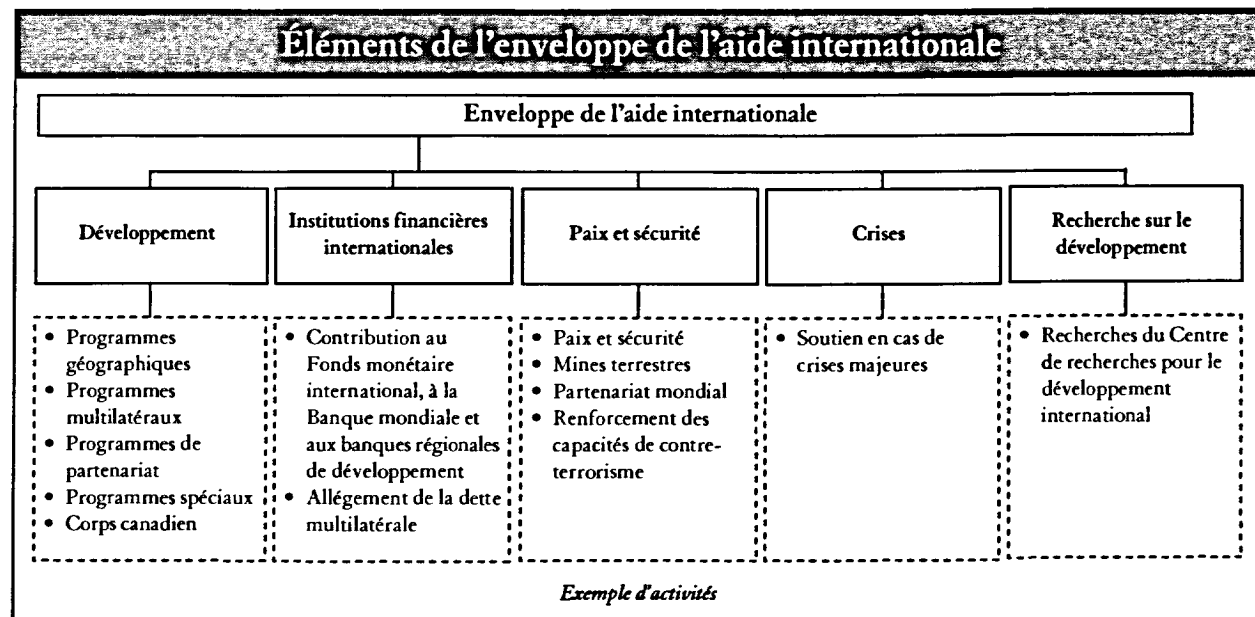 Éléments de l'enveloppe de l'aide internationale
Enveloppe de l'aide internationale
Développement
Institutions financières
internationales
Paix et sécurité
Crises
Recherche sur le
développement
• Programmes
géographiques
• Programmes
multilatéraux
• Programmes de
partenariat
• Programmes spéciaux
• Corps canadien
• Contribution au
Fonds monétaire
international, à la
Banque mondiale et
aux banques régionales
de développement
• Allégement de la dette
multilatérale
• Paix et sécurité
• Mines terrestres
• Partenariat mondial
• Renforcement des
capacités de contre-
terrorisme
• Soutien en cas de
crises majeures
• Recherches du Centre
de recherches pour le
développement
international
Exemple d'activités